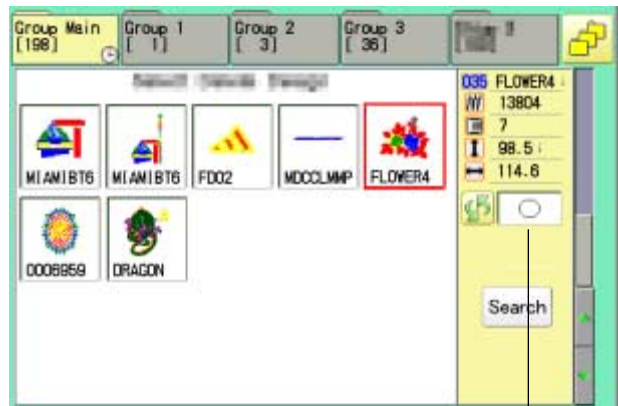 Group Main
[198]
Group 1
[ 1]
Group 2
[ 3]
Group 3
[ 36]
035 FLOWER4
13804
7
98.5
114.6
MIAMIBT6
MIAMIBT6
FD02
MDCCLMMP
FLOWER4
0006959
DRAGON
Search